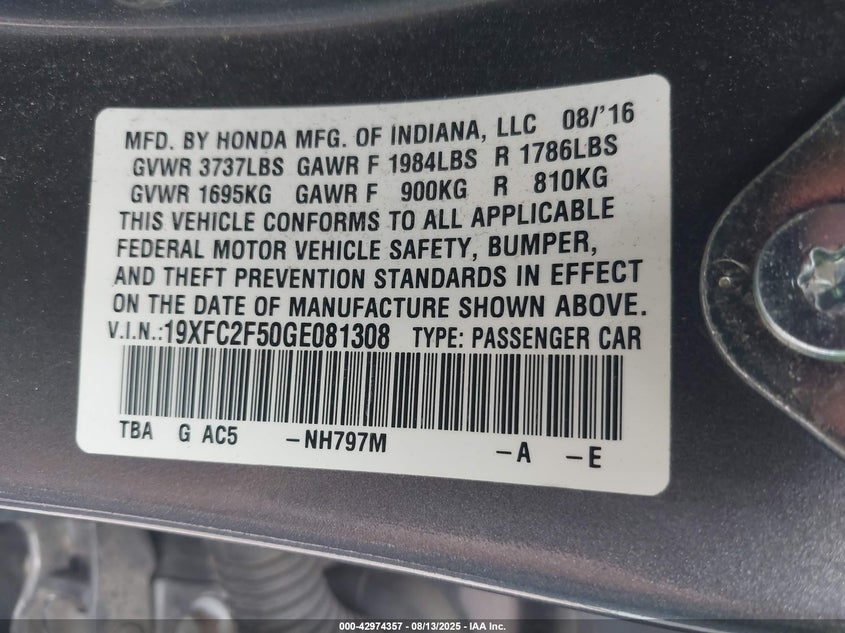 MFD. BY HONDA MFG. OF INDIANA, LLC 08/'16
GVWR 3737LBS GAWR F 1984LBS R 1786LBS
GVWR 1695KG GAWR F 900KG R 810KG
THIS VEHICLE CONFORMS TO ALL APPLICABLE
FEDERAL MOTOR VEHICLE SAFETY, BUMPER,
AND THEFT PREVENTION STANDARDS IN EFFECT
ON THE DATE OF MANUFACTURE SHOWN ABOVE.
V.I.N.:19XFC2F50GE081308 TYPE: PASSENGER CAR
TBA G AC5 –NH797M –A –E
000-42974357 - 08/13/2025 - IAA Inc.